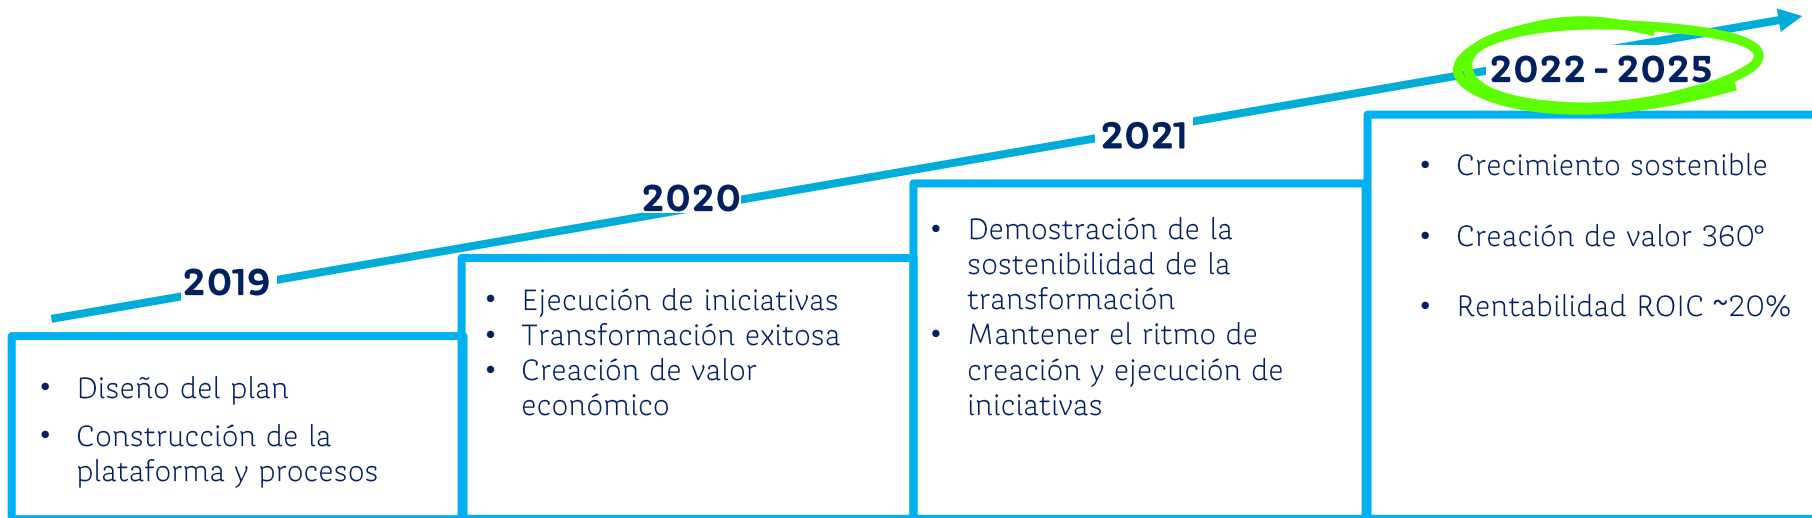 2019
• Diseño del plan
• Construcción de la
plataforma y procesos
2020
• Ejecución de iniciativas
• Transformación exitosa
• Creación de valor
económico
2021
• Demostración de la
sostenibilidad de la
transformación
• Mantener el ritmo de
creación y ejecución de
iniciativas
2022 - 2025
• Crecimiento sostenible
• Creación de valor 360°
• Rentabilidad ROIC ~20%